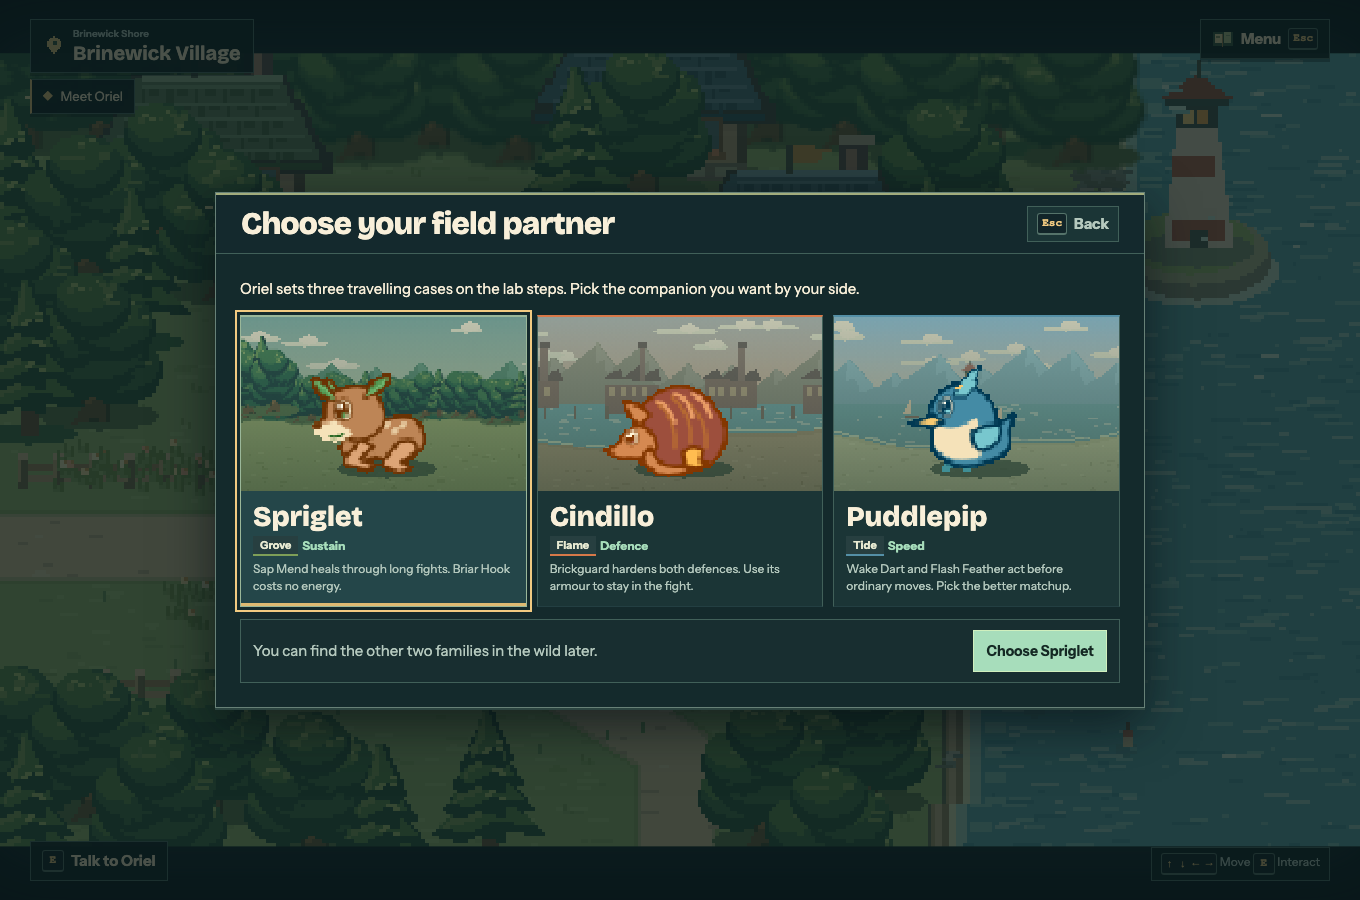 Brinewick Shore
Brinewick Village
Menu Esc
Meet Oriel
Choose your field partner
Esc Back
Oriel sets three travelling cases on the lab steps. Pick the companion you want by your side.
Spriglet
Grove Sustain
Sap Mend heals through long fights. Briar Hook
costs no energy.
Cindillo
Flame Defence
Brickguard hardens both defences. Use its
armour to stay in the fight.
Puddlepip
Tide Speed
Wake Dart and Flash Feather act before
ordinary moves. Pick the better matchup.
You can find the other two families in the wild later.
Choose Spriglet
E Talk to Oriel
↑ ↓ ← → Move E Interact